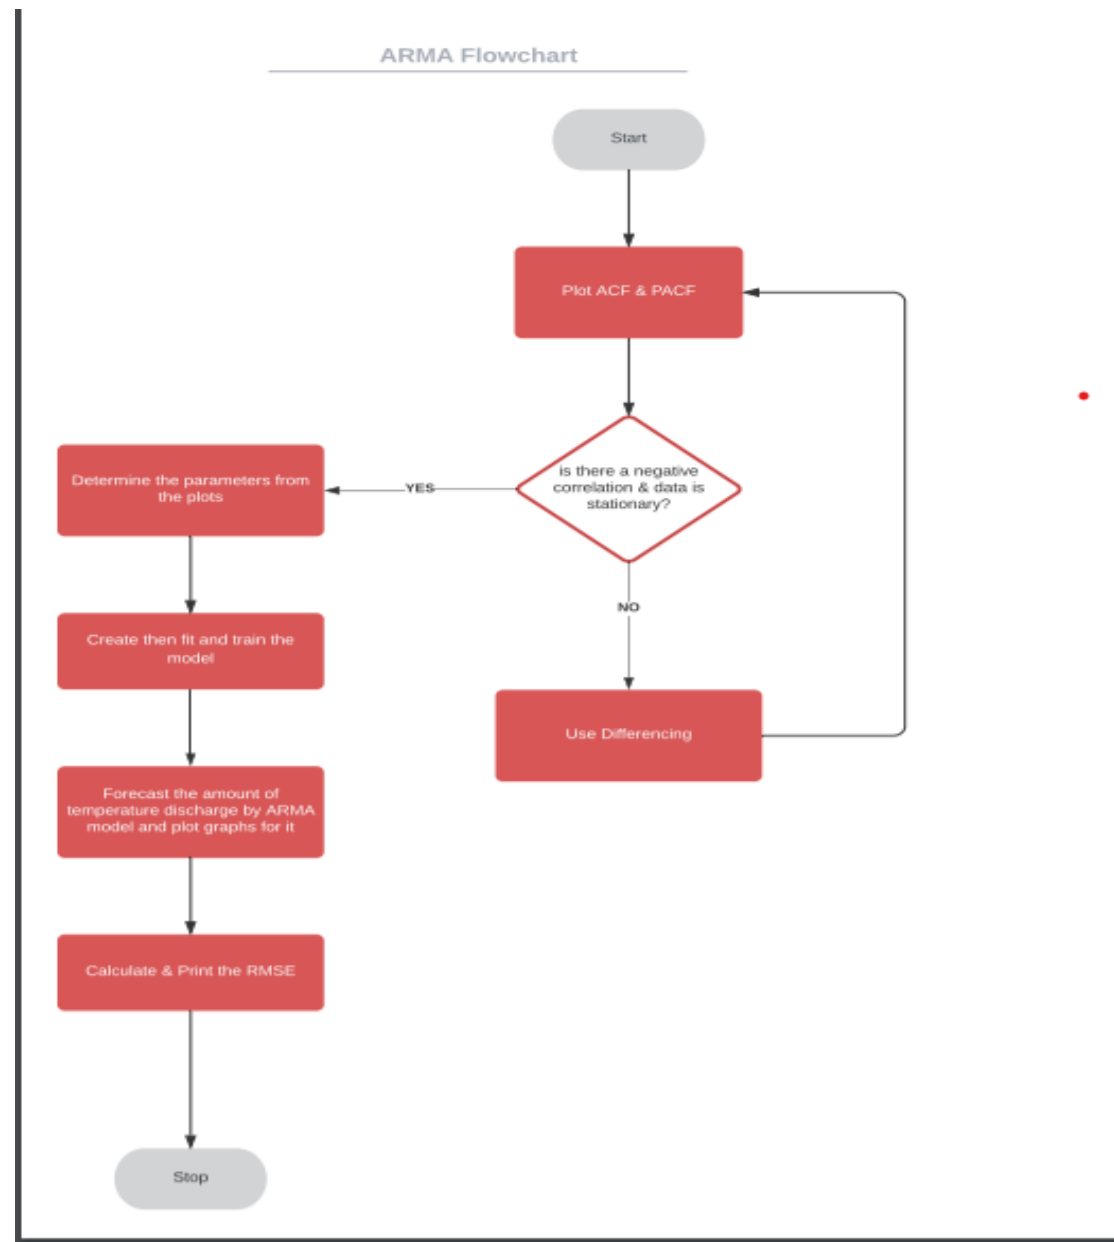 ARMA Flowchart
Start
Plot ACF & PACF
is there a negative
correlation & data is
stationary?
YES
NO
Use Differencing
Determine the parameters from
the plots
Create then fit and train the
model
Forecast the amount of
temperature discharge by ARMA
model and plot graphs for it
Calculate & Print the RMSE
Stop